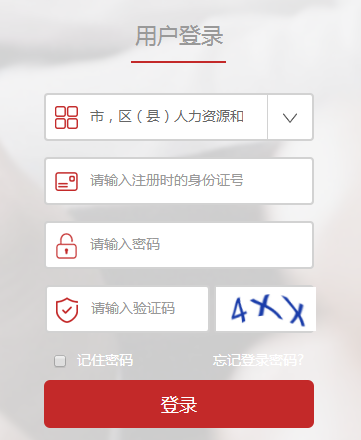 用户登录
市，区（县）人力资源和
请输入注册时的身份证号
请输入密码
请输入验证码
4XX
记住密码 忘记登录密码?
登录